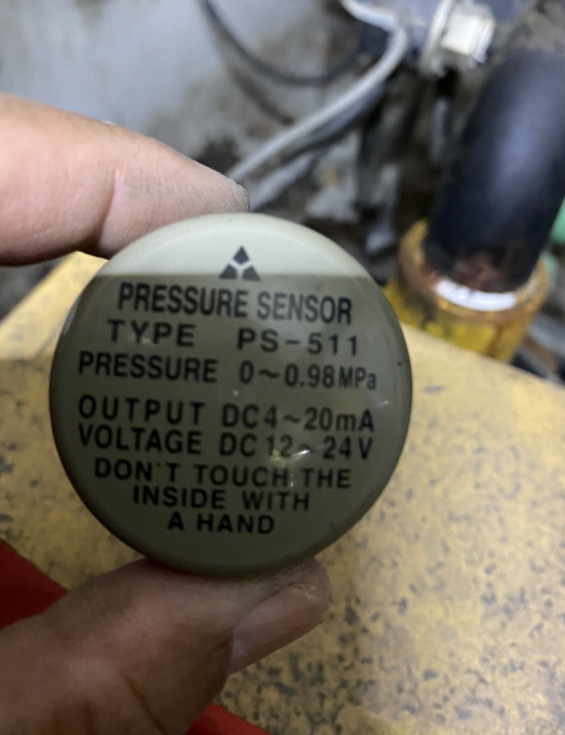 PRESSURE SENSOR
TYPE PS-511
PRESSURE 0~0.98MPa
OUTPUT DC4~20mA
VOLTAGE DC12~24V
DON'T TOUCH THE
INSIDE WITH
A HAND